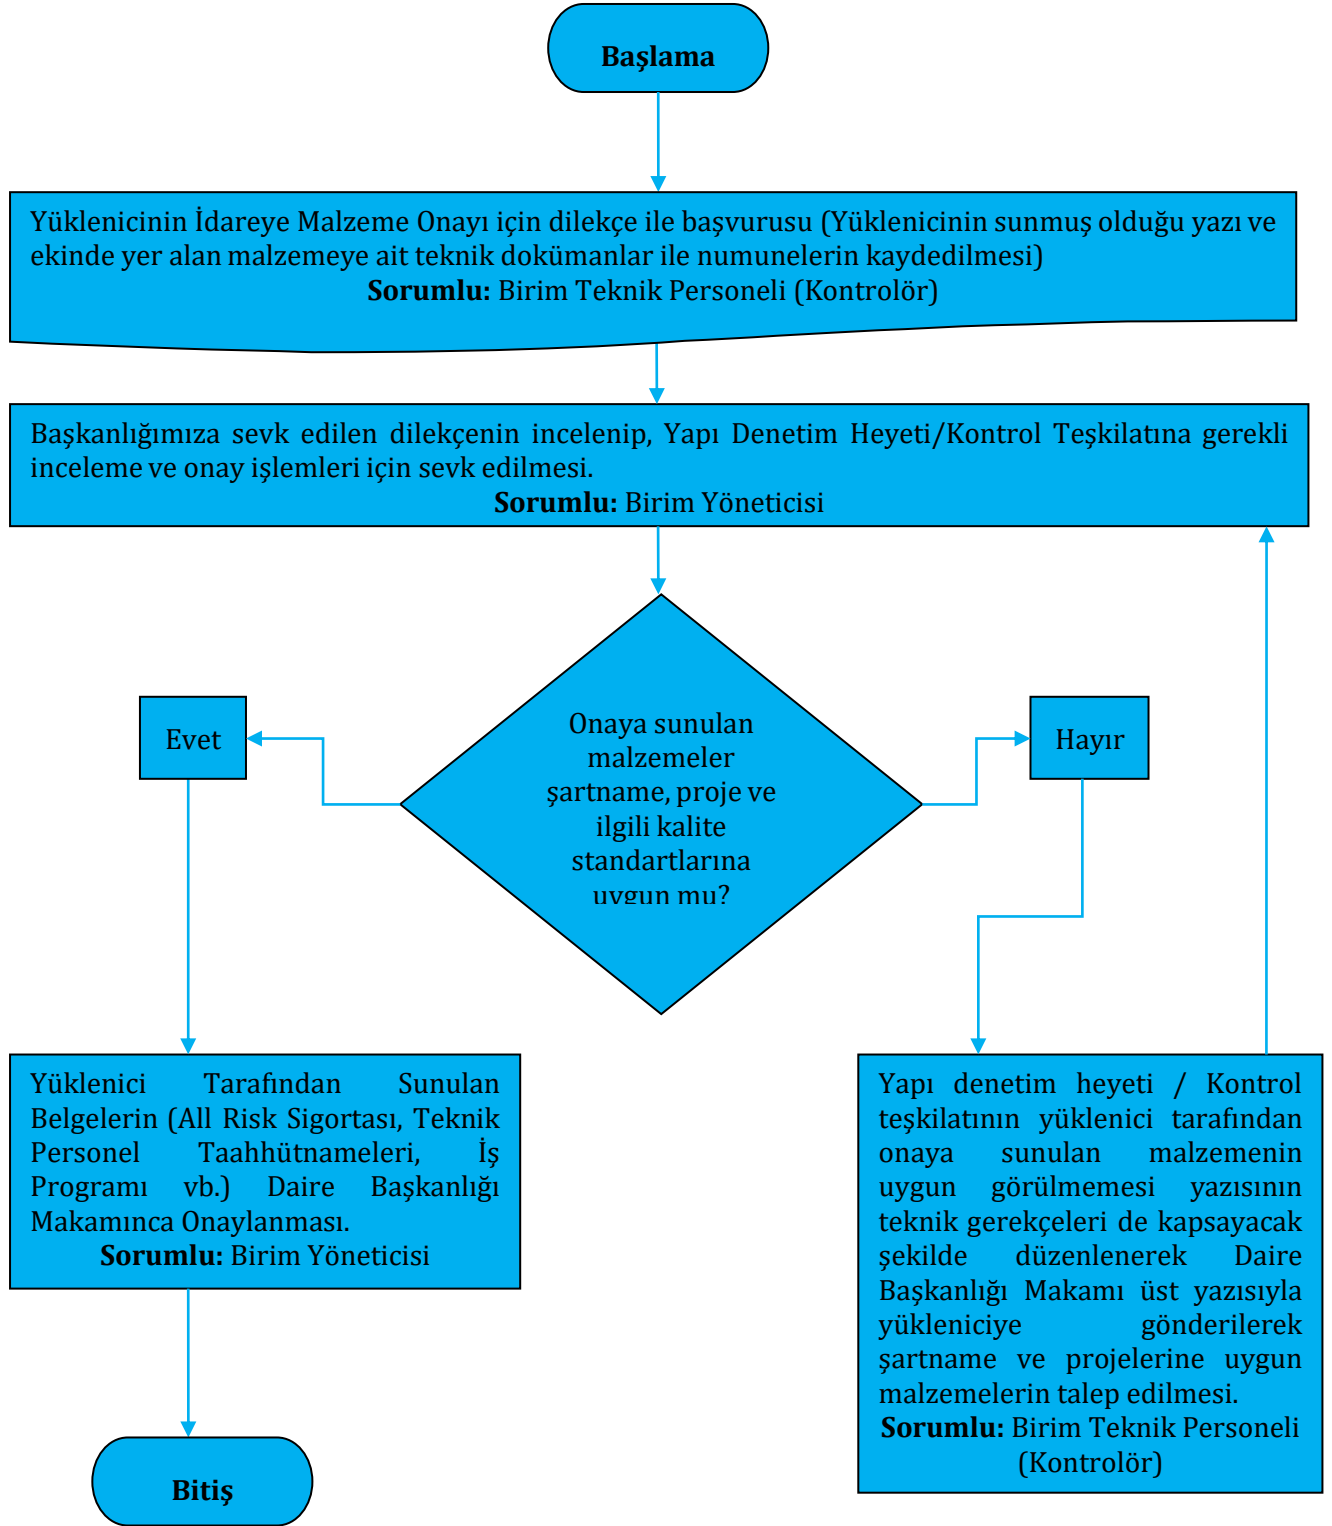 Başlama
Yüklenicinin İdareye Malzeme Onayı için dilekçe ile başvurusu (Yüklenicinin sunmuş olduğu yazı ve
ekinde yer alan malzemeye ait teknik dokümanlar ile numunelerin kaydedilmesi)
Sorumlu: Birim Teknik Personeli (Kontrolör)
Başkanlığımıza sevk edilen dilekçenin incelenip, Yapı Denetim Heyeti/Kontrol Teşkilatına gerekli
inceleme ve onay işlemleri için sevk edilmesi.
Sorumlu: Birim Yöneticisi
Onaya sunulan
malzemeler
şartname, proje ve
ilgili kalite
standartlarına
uygun mu?
Evet
Hayır
Yüklenici Tarafından Sunulan
Belgelerin (All Risk Sigortası, Teknik
Personel Taahhütnameleri, İş
Programı vb.) Daire Başkanlığı
Makamınca Onaylanması.
Sorumlu: Birim Yöneticisi
Yapı denetim heyeti / Kontrol
teşkilatının yüklenici tarafından
onaya sunulan malzemenin
uygun görülmemesi yazısının
teknik gerekçeleri de kapsayacak
şekilde düzenlenerek Daire
Başkanlığı Makamı üst yazısıyla
yükleniciye gönderilerek
şartname ve projelerine uygun
malzemelerin talep edilmesi.
Sorumlu: Birim Teknik Personeli
(Kontrolör)
Bitiş